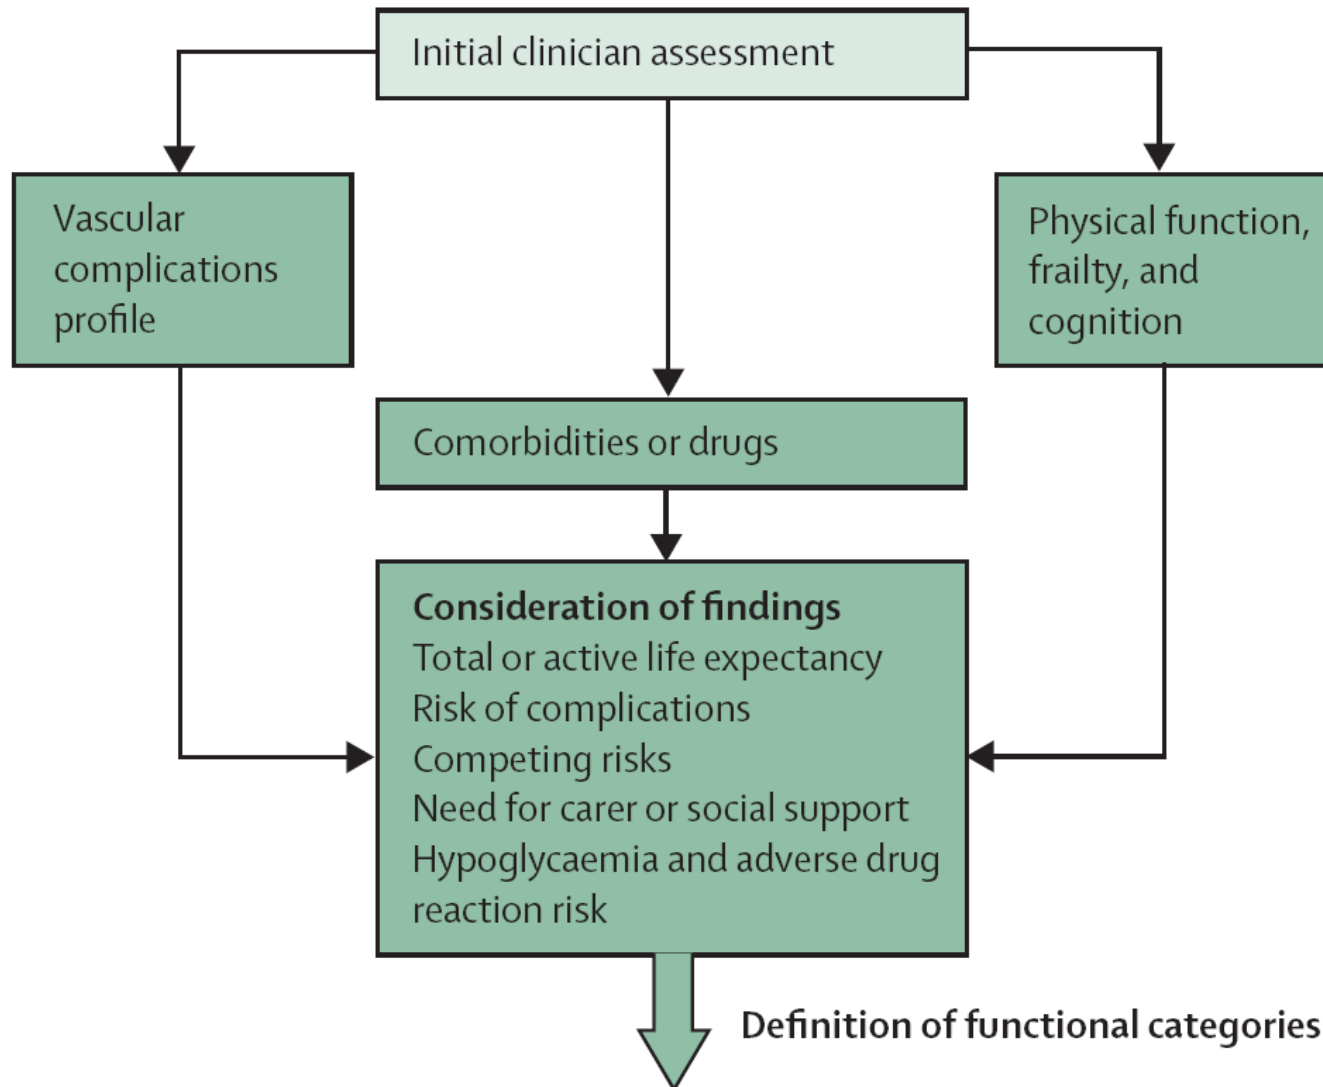 Initial clinician assessment
Vascular
complications
profile
Physical function,
frailty, and
cognition
Comorbidities or drugs
Consideration of findings
Total or active life expectancy
Risk of complications
Competing risks
Need for carer or social support
Hypoglycaemia and adverse drug
reaction risk
Definition of functional categories